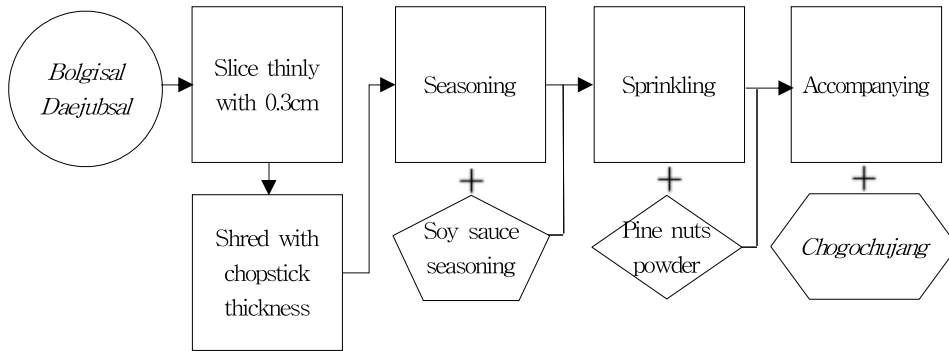 Bolgisal
Daejubsal
Slice thinly
with 0.3cm
Shred with
chopstick
thickness
Seasoning
+
Soy sauce
seasoning
Sprinkling
+
Pine nuts
powder
Accompanying
+
Chogochujang